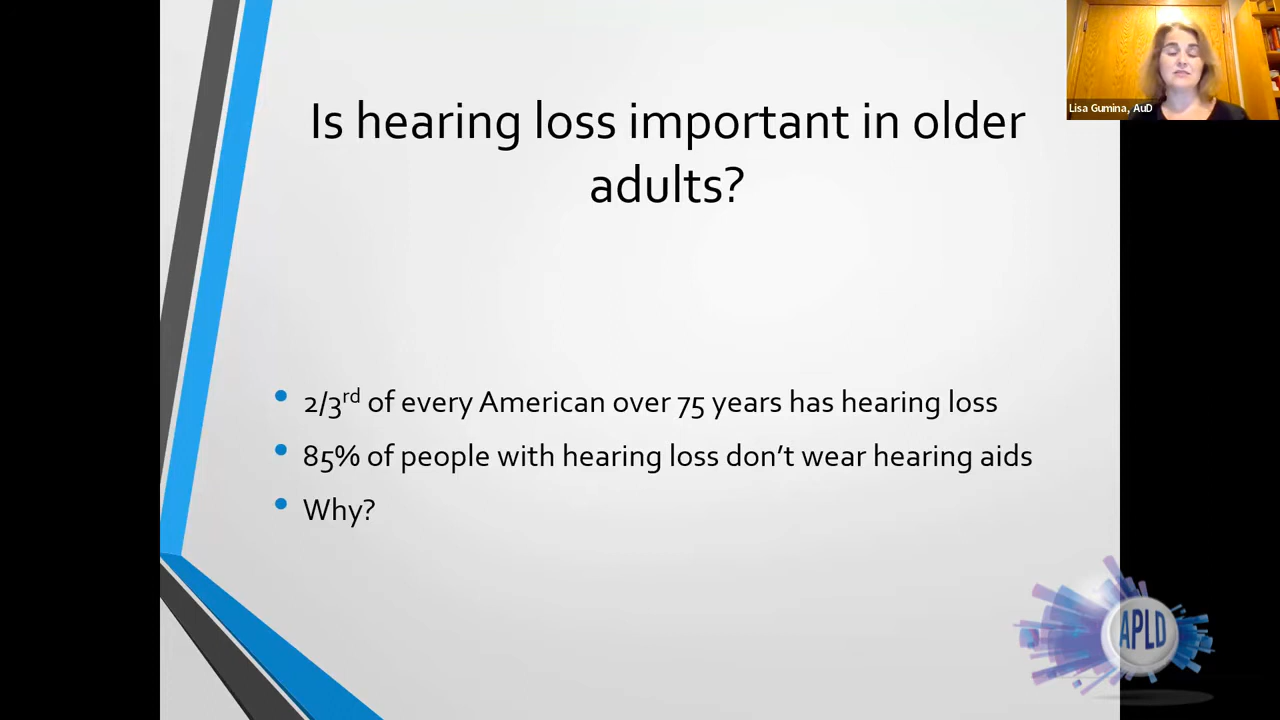 Is hearing loss important in older
adults?
Lisa Gumina, AuD
• 2/3rd of every American over 75 years has hearing loss
• 85% of people with hearing loss don’t wear hearing aids
• Why?
APLD